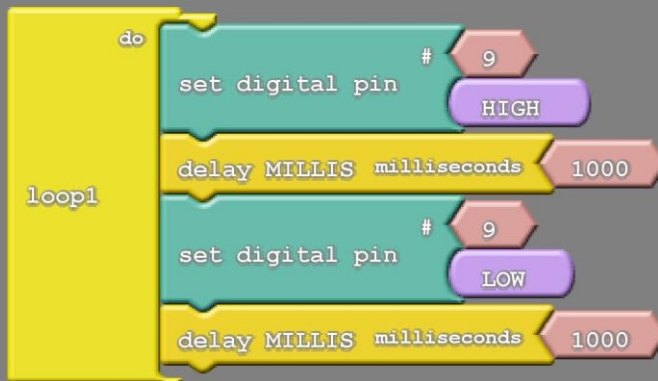 do
# 9
set digital pin
HIGH
delay MILLIS milliseconds 1000
loop1
# 9
set digital pin
LOW
delay MILLIS milliseconds 1000